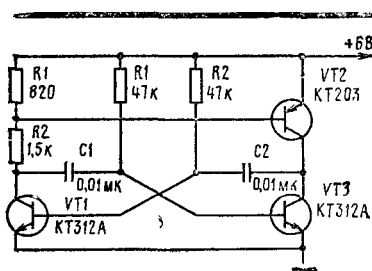 +6В
R1
820
R1
47к
R2
47к
VT2
КТ203
R2
1,5к
C1
0,01мк
C2
0,01мк
VT1
КТ312А
VT3
КТ312А